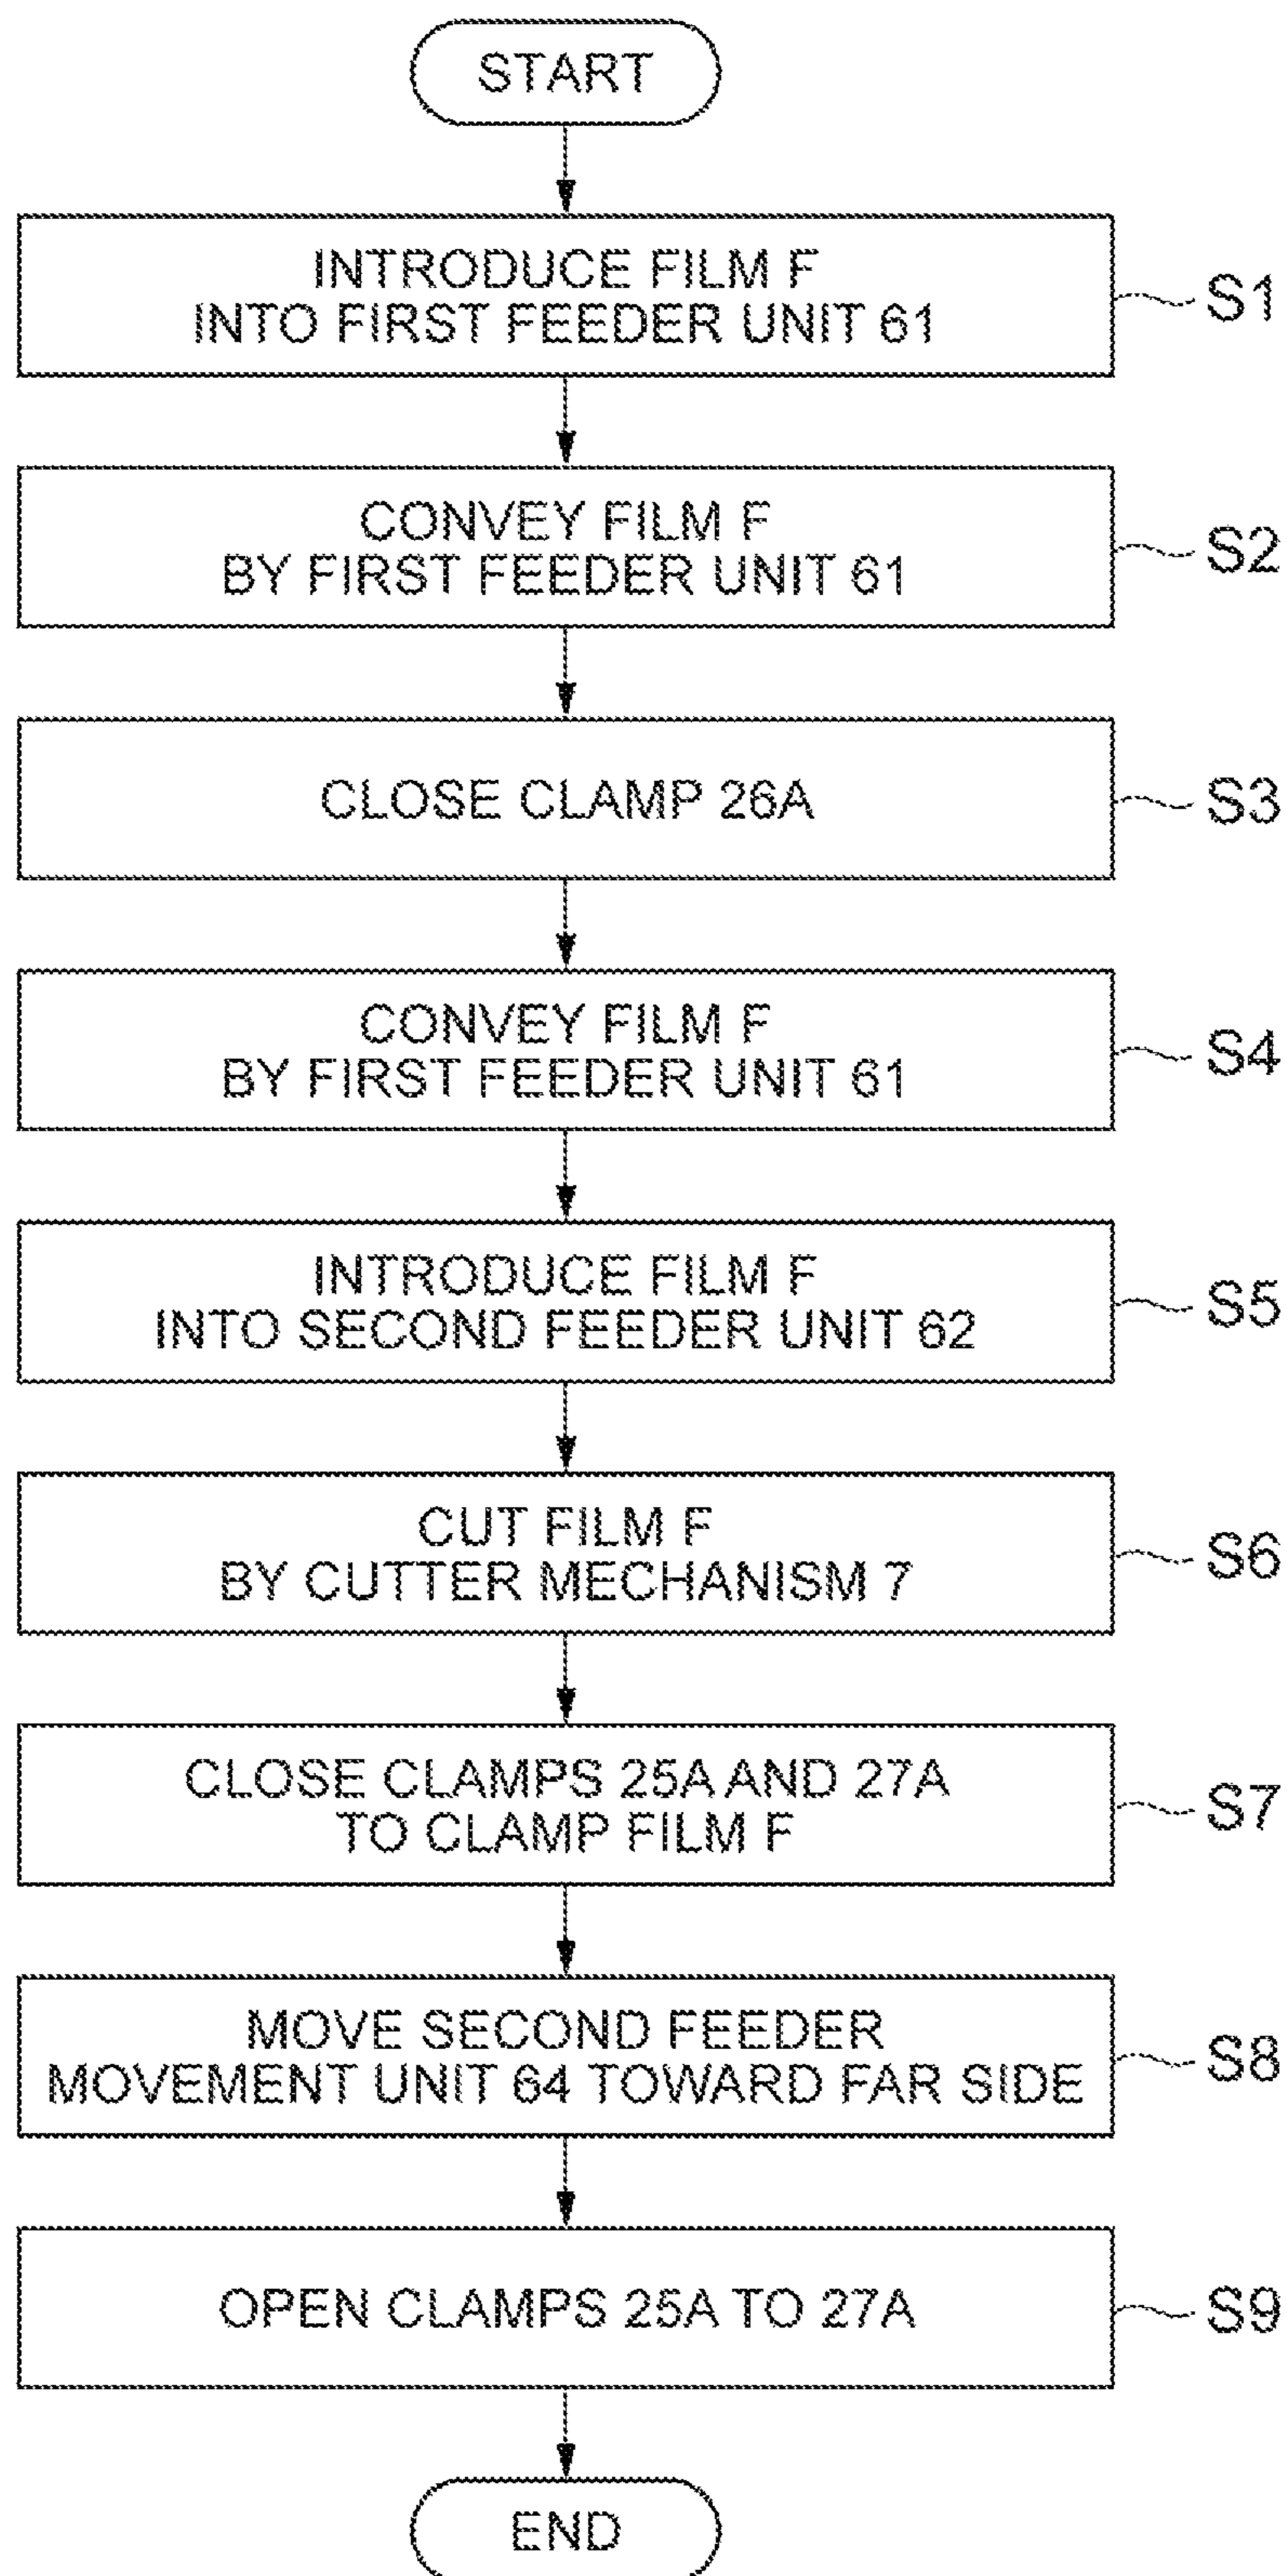 START
INTRODUCE FILM F
INTO FIRST FEEDER UNIT 61
S1
CONVEY FILM F
BY FIRST FEEDER UNIT 61
S2
CLOSE CLAMP 26A
S3
CONVEY FILM F
BY FIRST FEEDER UNIT 61
S4
INTRODUCE FILM F
INTO SECOND FEEDER UNIT 62
S5
CUT FILM F
BY CUTTER MECHANISM 7
S6
CLOSE CLAMPS 25A AND 27A
TO CLAMP FILM F
S7
MOVE SECOND FEEDER
MOVEMENT UNIT 64 TOWARD FAR SIDE
S8
OPEN CLAMPS 25A TO 27A
S9
END